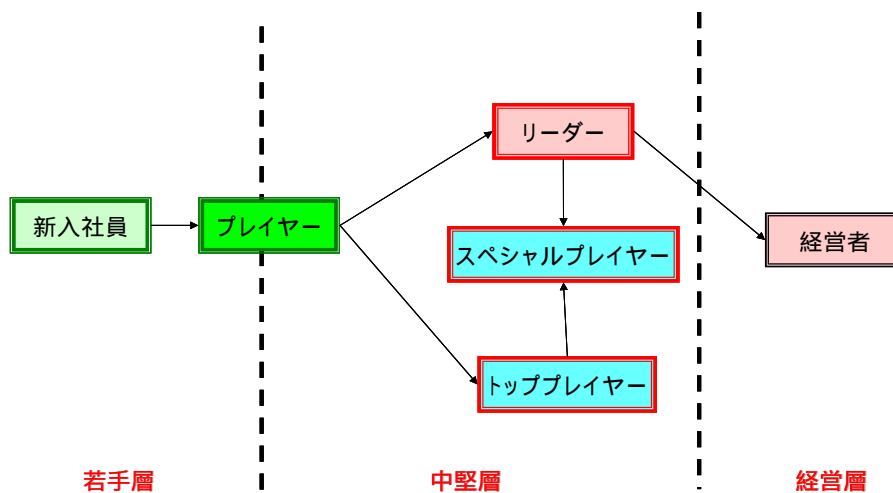 リーダー
新入社員
プレイヤー
スペシャルプレイヤー
経営者
トッププレイヤー
若手層
中堅層
経営層